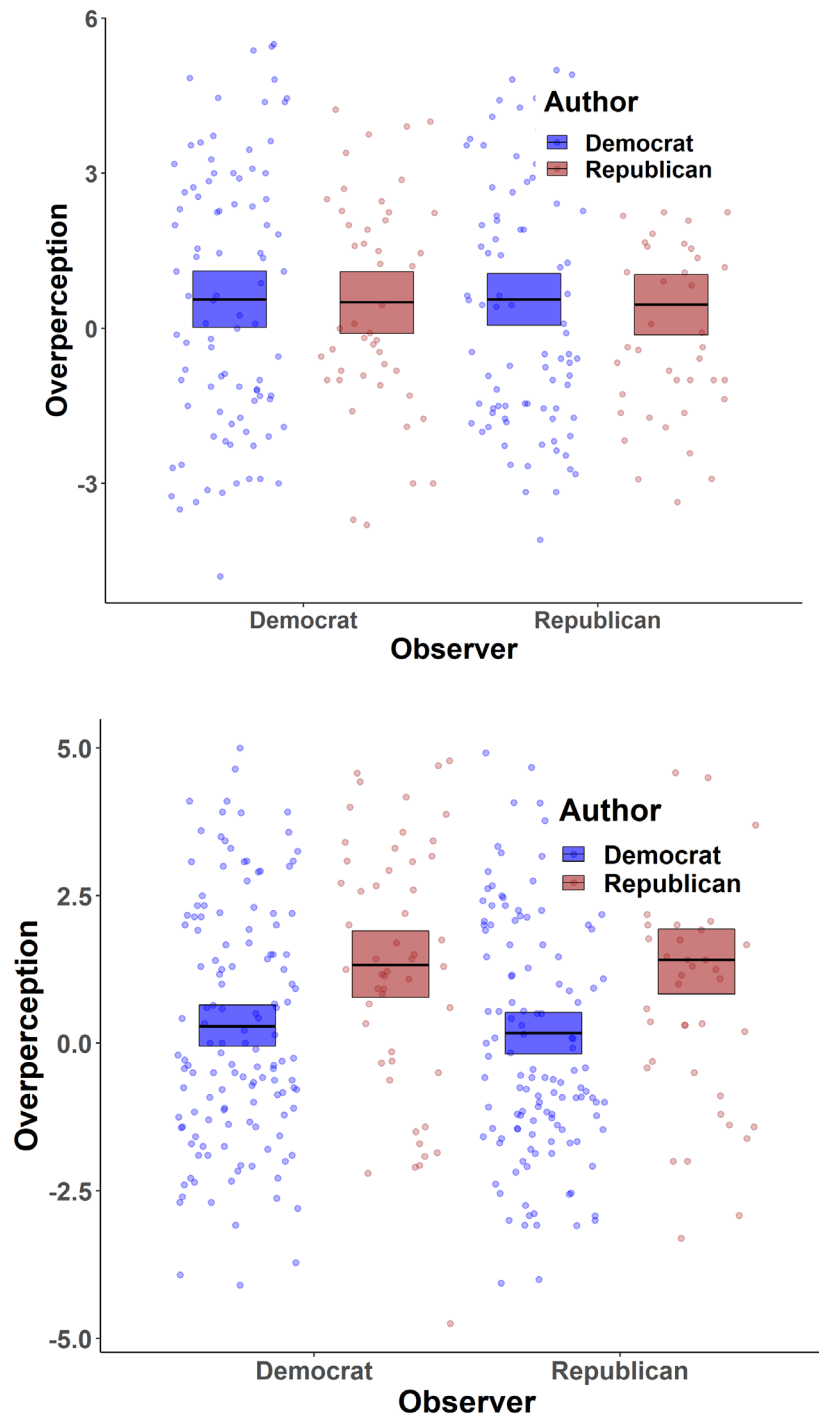 6
Author
Democrat
Republican
3
Overperception
0
-3
Democrat Republican
Observer
5.0
Author
Democrat
Republican
2.5
Overperception
0.0
-2.5
-5.0
Democrat Republican
Observer